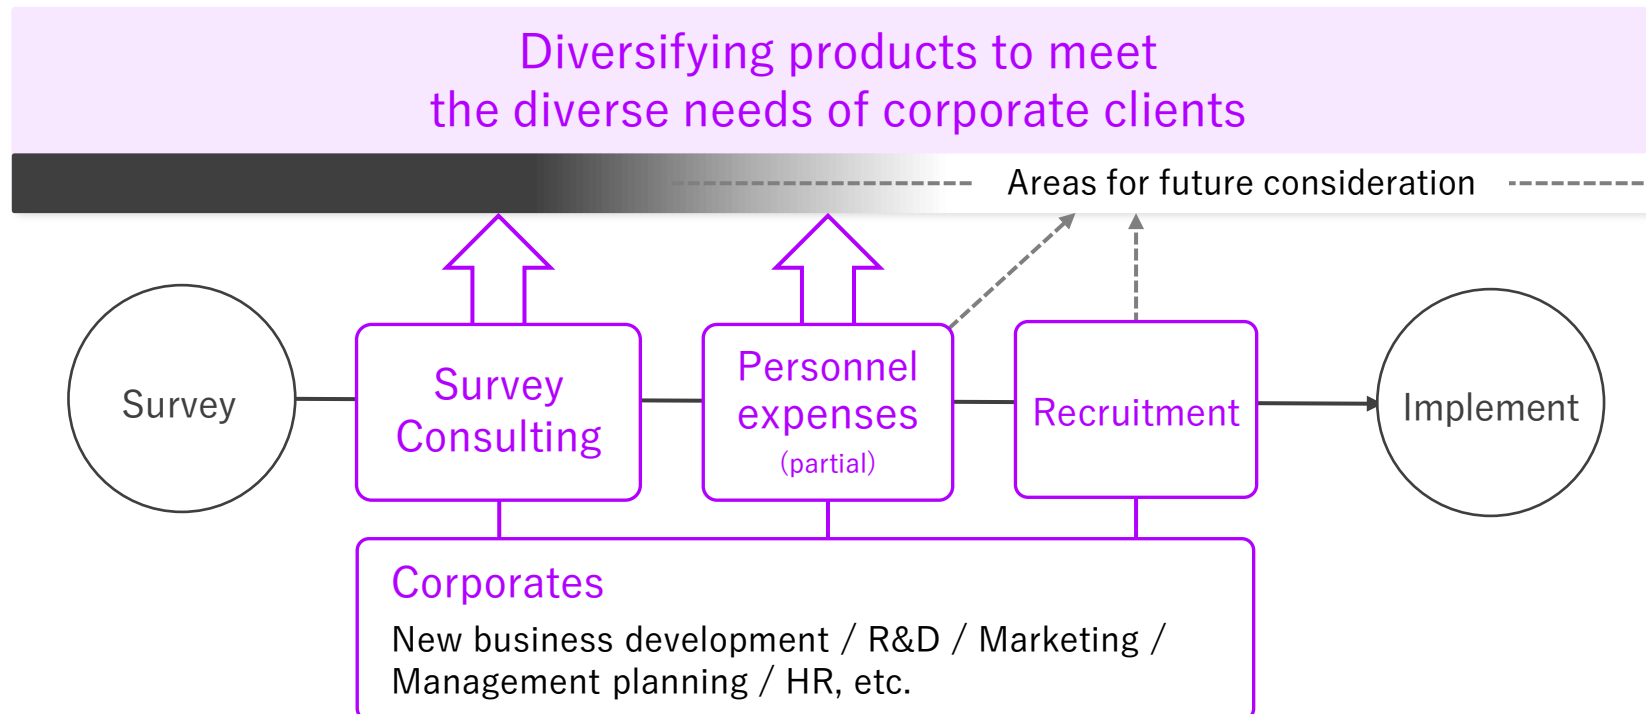 Diversifying products to meet
the diverse needs of corporate clients
Areas for future consideration
Survey
Survey
Consulting
Personnel
expenses
(partial)
Recruitment
Implement
Corporates
New business development / R&D / Marketing /
Management planning / HR, etc.